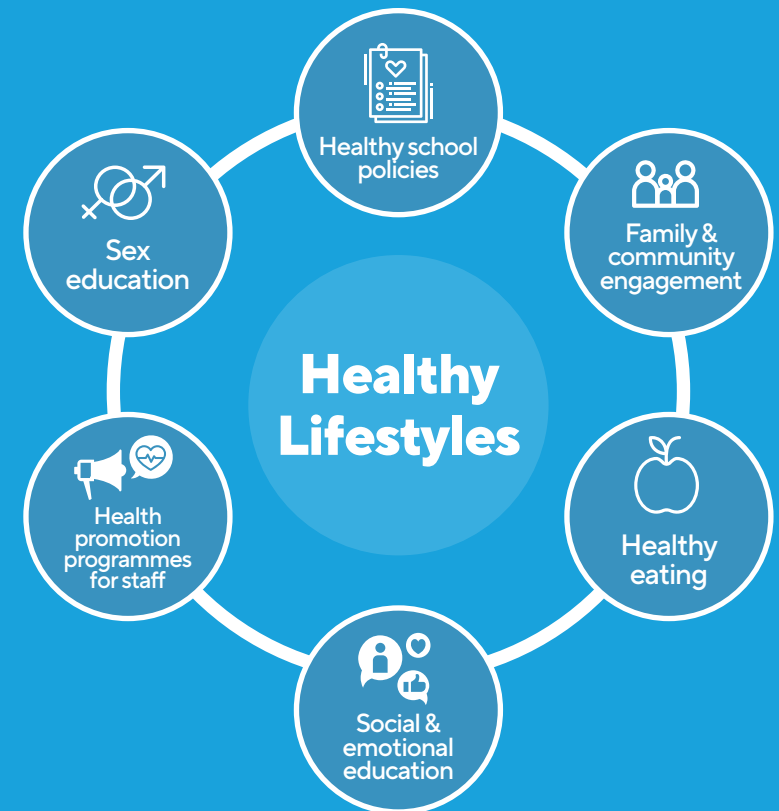 Healthy school
policies
Family &
community
engagement
Healthy
eating
Social &
emotional
education
Health
promotion
programmes
for staff
Sex
education
Healthy
Lifestyles